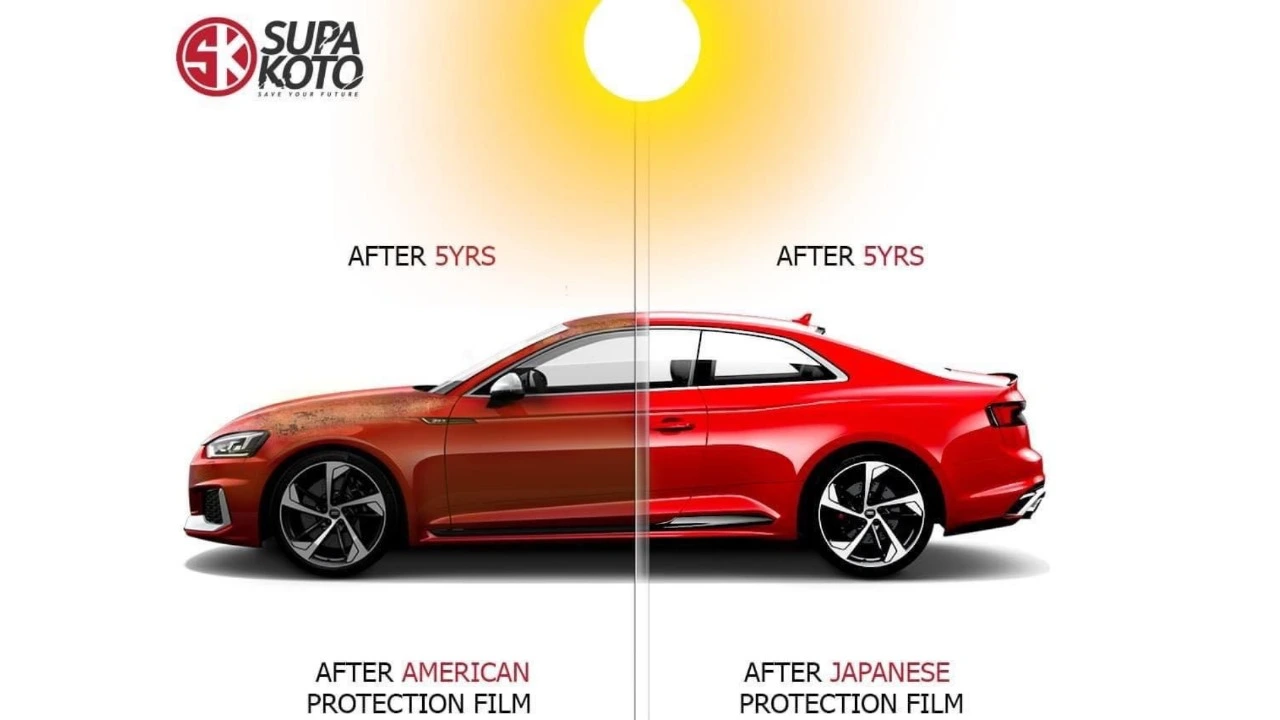 SK
SUPA
KOTO
SAVE YOUR FUTURE
AFTER 5YRS
AFTER 5YRS
AFTER AMERICAN
PROTECTION FILM
AFTER JAPANESE
PROTECTION FILM